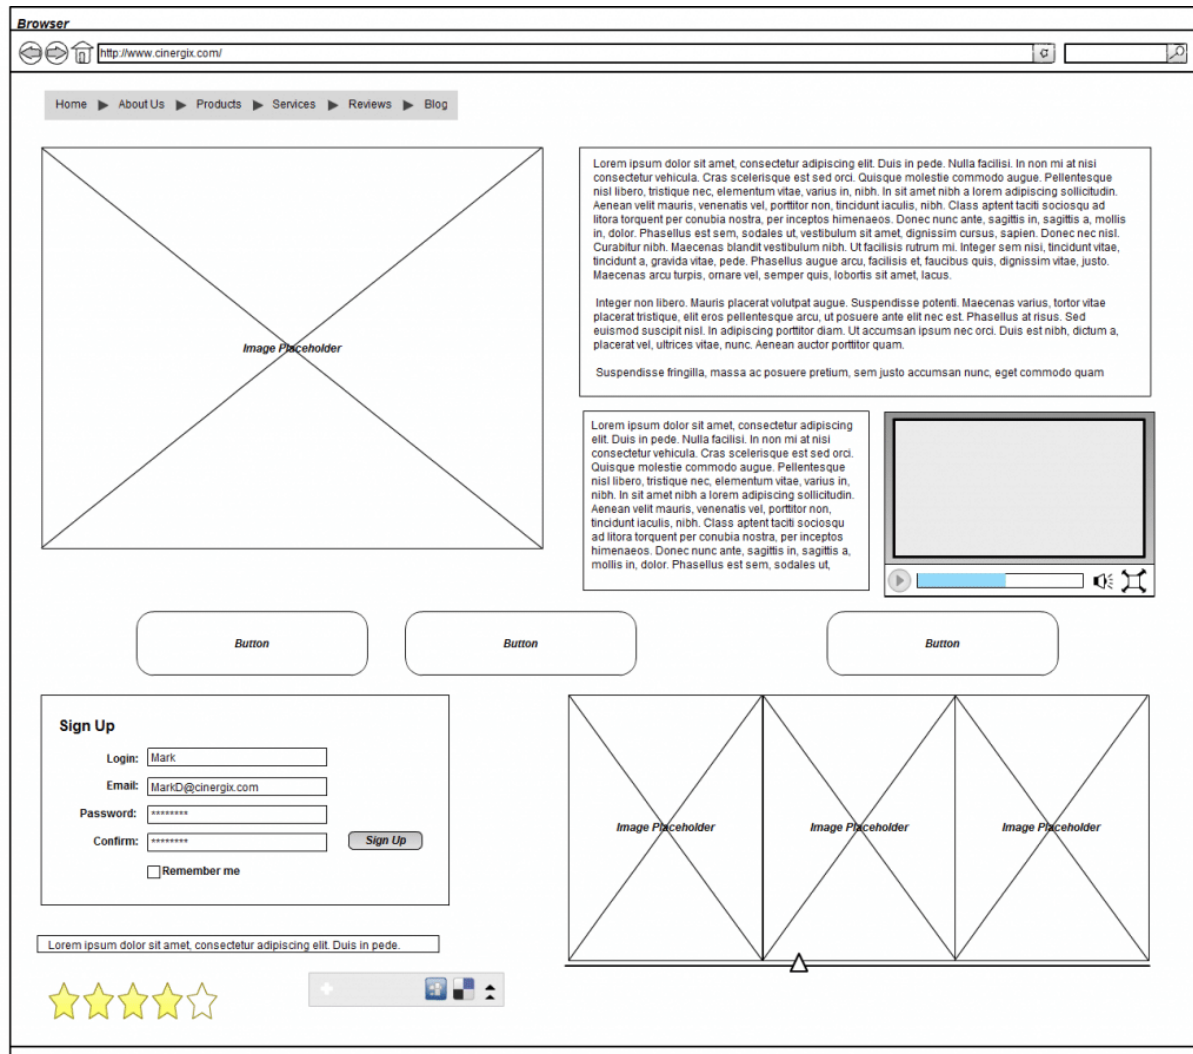 Browser
http://www.cinergix.com/
Home About Us Products Services Reviews Blog
Image Placeholder
Lorem ipsum dolor sit amet, consectetur adipiscing elit. Duis in pede. Nulla facilisi. In non mi at nisi
consectetur vehicula. Cras scelerisque est sed orci. Quisque molestie commodo augue. Pellentesque
nisl libero, tristique nec, elementum vitae, varius in, nibh. In sit amet nibh a lorem adipiscing sollicitudin.
Aenean velit mauris, venenatis vel, porttitor non, tincidunt iaculis, nibh. Class aptent taciti sociosqu ad
litora torquent per conubia nostra, per inceptos himenaeos. Donec nunc ante, sagittis in, sagittis a, mollis
in, dolor. Phasellus est sem, sodales ut, vestibulum sit amet, dignissim cursus, sapien. Donec nec nisl.
Curabitur nibh. Maecenas blandit vestibulum nibh. Ut facilisis rutrum mi. Integer sem nisi, tincidunt vitae,
tincidunt a, gravida vitae, pede. Phasellus augue arcu, facilisis et, faucibus quis, dignissim vitae, justo.
Maecenas arcu turpis, ornare vel, semper quis, lobortis sit amet, lacus.
Integer non libero. Mauris placerat volutpat augue. Suspendisse potenti. Maecenas varius, tortor vitae
placerat tristique, elit eros pellentesque arcu, ut posuere ante elit nec est. Phasellus at risus. Sed
euismod suscipit nisl. In adipiscing porttitor diam. Ut accumsan ipsum nec orci. Duis est nibh, dictum a,
placerat vel, ultrices vitae, nunc. Aenean auctor porttitor quam.
Suspendisse fringilla, massa ac posuere pretium, sem justo accumsan nunc, eget commodo quam
Lorem ipsum dolor sit amet, consectetur adipiscing
elit. Duis in pede. Nulla facilisi. In non mi at nisi
consectetur vehicula. Cras scelerisque est sed orci.
Quisque molestie commodo augue. Pellentesque
nisl libero, tristique nec, elementum vitae, varius in,
nibh. In sit amet nibh a lorem adipiscing sollicitudin.
Aenean velit mauris, venenatis vel, porttitor non,
tincidunt iaculis, nibh. Class aptent taciti sociosqu
ad litora torquent per conubia nostra, per inceptos
himenaeos. Donec nunc ante, sagittis in, sagittis a,
mollis in, dolor. Phasellus est sem, sodales ut,
Button
Button
Button
Sign Up
Login: Mark
Email: MarkD@cinergix.com
Password: ********
Confirm: ********
Sign Up
Remember me
Image Placeholder
Image Placeholder
Image Placeholder
Lorem ipsum dolor sit amet, consectetur adipiscing elit. Duis in pede.